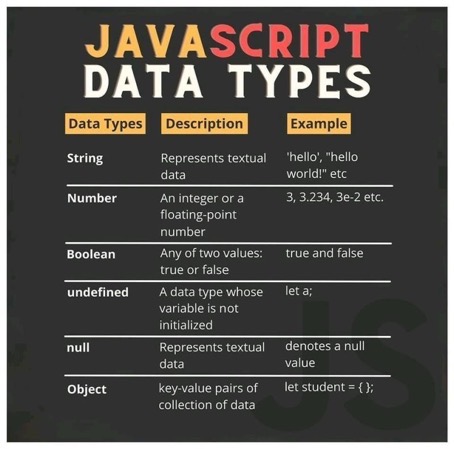 JAVASCRIPT
DATA TYPES
Data Types Description Example
String Represents textual data 'hello', "hello world!" etc
Number An integer or a floating-point number 3, 3.234, 3e-2 etc.
Boolean Any of two values: true or false true and false
undefined A data type whose variable is not initialized let a;
null Represents textual data denotes a null value
Object key-value pairs of collection of data let student = { };
JS